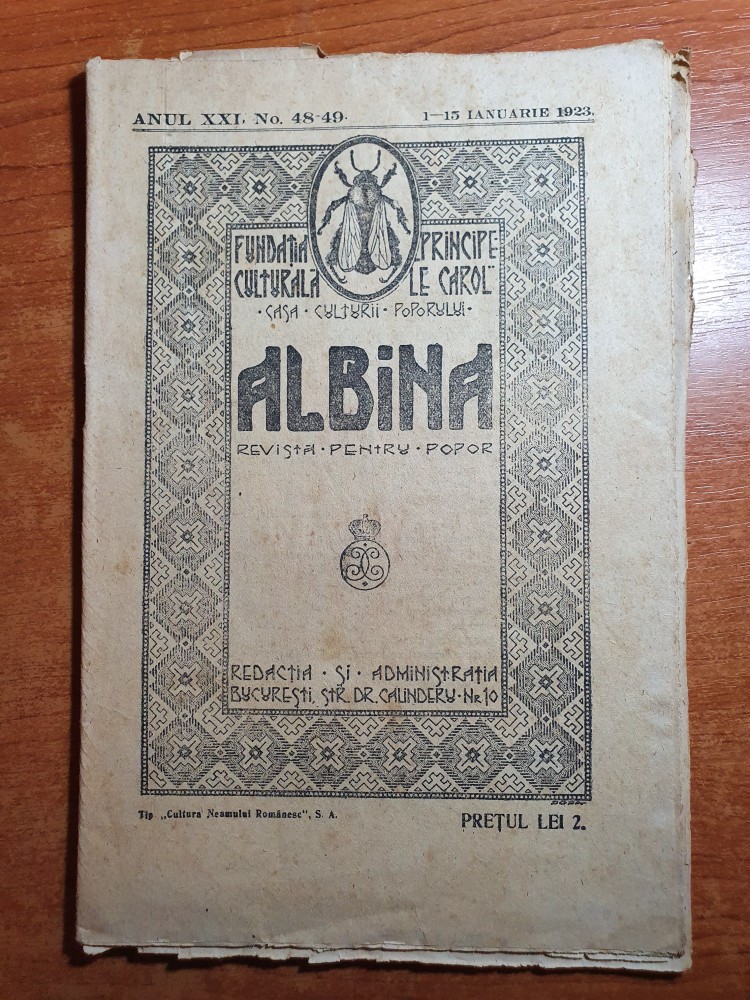 ANUL XXI. No. 48-49. 1—15 IANUARIE 1923.
FUNDAȚIA PRINCIPE-
CULTURALĂ LE CAROL"
·CASA·CULTURII·POPORULUI·
ALBiNA
REVISTĂ·PENTRU·POPOR
REDACȚIA·ȘI·ADMINISTRAȚIA
BUCUREȘTI, STR. DR. CALINDERU·Nr 10
Tip „Cultura Neamului Românesc", S. A. PREȚUL LEI 2.